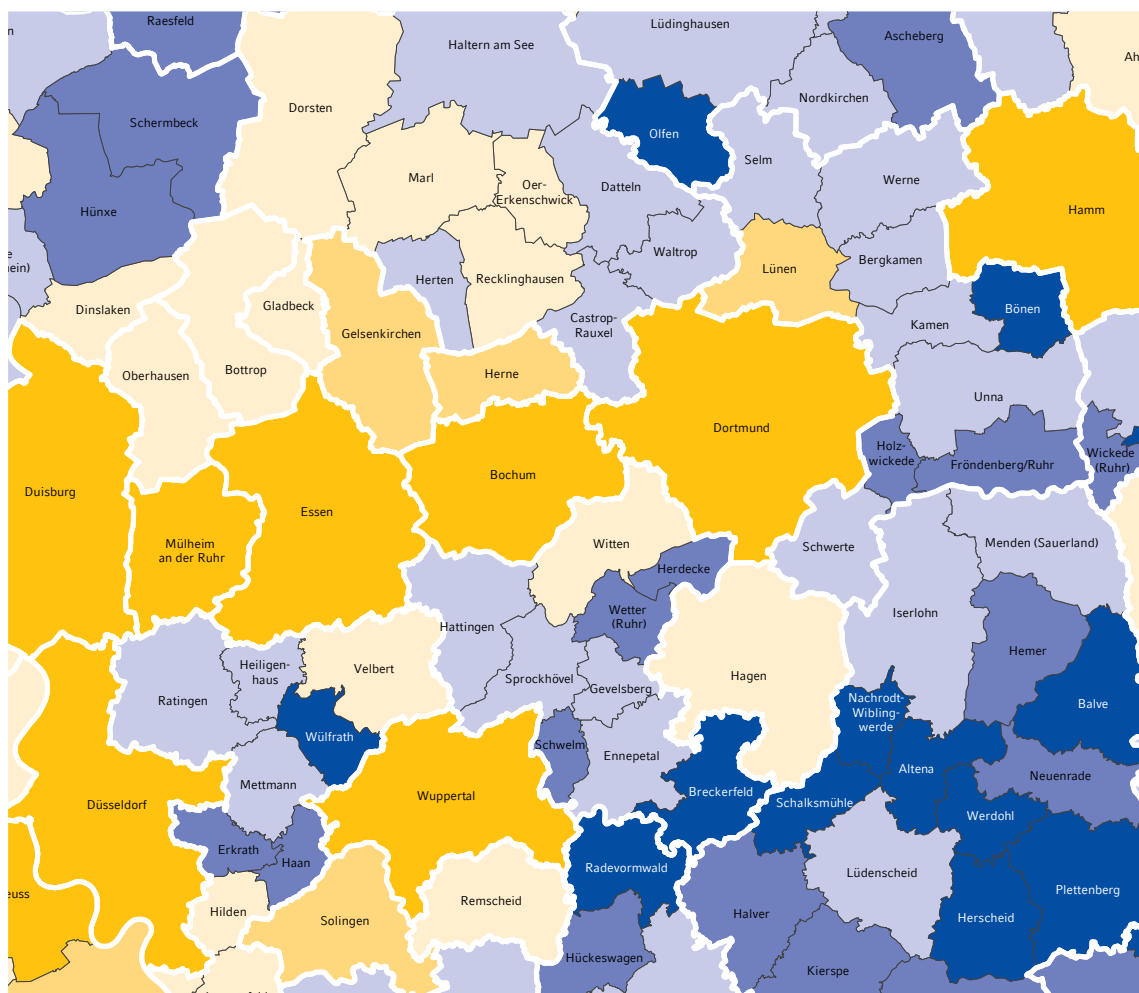 Raesfeld
Lüdinghausen
Ascheberg
n
Haltern am See
Ah
Nordkirchen
Dorsten
Schermbeck
Olfen
Selm
Marl
Werne
Oer-
Erkenschwick
Datteln
Hünxe
Hamm
e
ein)
Waltrop
Bergkamen
Lünen
Herten
Recklinghausen
Dinslaken
Gladbeck
Bönen
Castrop-
Rauxel
Kamen
Gelsenkirchen
Bottrop
Oberhausen
Herne
Unna
Dortmund
Holz-
wickede
Fröndenberg/Ruhr
Wickede
(Ruhr)
Bochum
Duisburg
Essen
Mülheim
an der Ruhr
Witten
Schwerte
Menden (Sauerland)
Herdecke
Wetter
(Ruhr)
Iserlohn
Hattingen
Hemer
Heiligen-
haus
Velbert
Hagen
Sprockhövel
Gevelsberg
Ratingen
Nachrodt-
Wibling-
werde
Balve
Wülfrath
Schwelm
Ennepetal
Altena
Neuenrade
Mettmann
Breckerfeld
Wuppertal
Schalksmühle
Düsseldorf
Werdohl
Erkrath
Haan
Radevormwald
Lüdenscheid
Plettenberg
euss
Remscheid
Hilden
Solingen
Halver
Herscheid
Hückeswagen
Kierspe